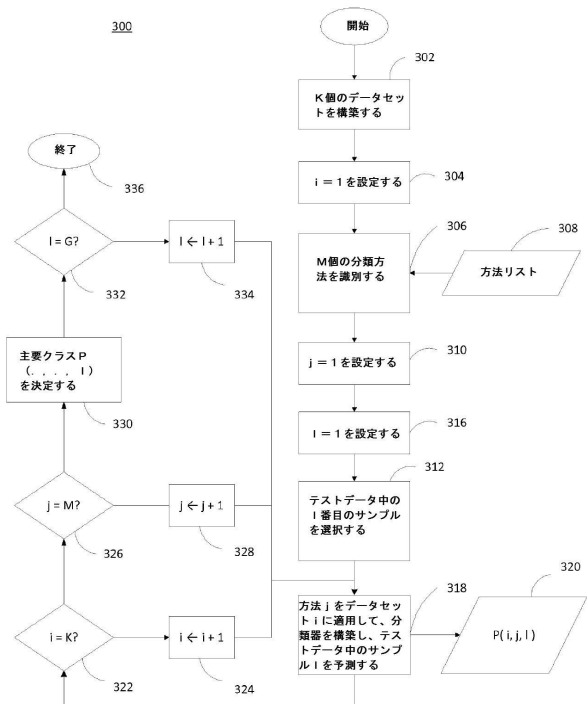 300
開始
302
K個のデータセッ
トを構築する
304
i = 1 を設定する
306
308
M個の分類方
法を識別する
方法リスト
310
j = 1 を設定する
316
l = 1 を設定する
312
テストデータ中の
l 番目のサンプル
を選択する
318
320
方法 j をデータセッ
ト i に適用して、分
類器を構築し、テス
トデータ中のサンプ
ル l を予測する
P( i, j, l )
i = K?
322
i ← i + 1
324
j = M?
326
j ← j + 1
328
主要クラスP
（．，．，l）
を決定する
330
l = G?
332
l ← l + 1
334
終了
336